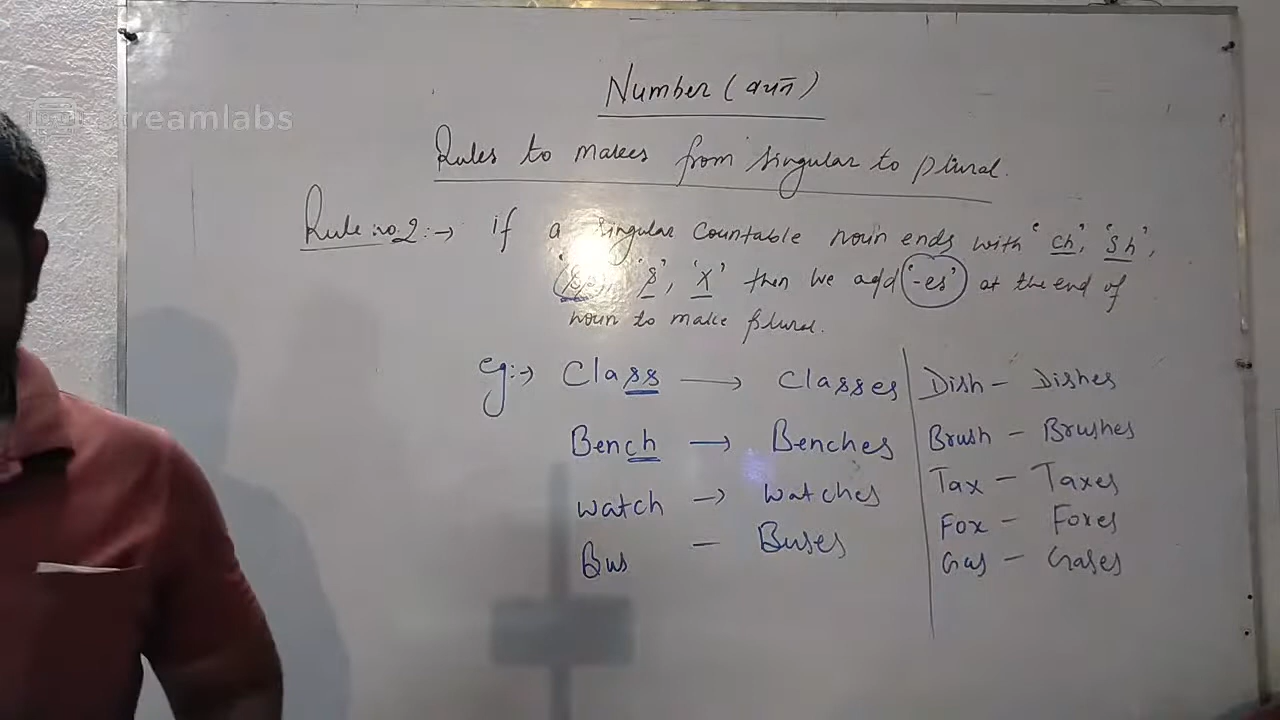 streamlabs
Number (वचन)
Rules to makes from singular to plural.
Rule no 2 :→ If a singular countable noun ends with 'ch', 'sh',
'ss', 's', 'x' then we add '-es' at the end of
noun to make plural.
eg:→ Class → Classes
Bench → Benches
watch → watches
Bus – Buses
Dish – Dishes
Brush – Brushes
Tax – Taxes
Fox – Foxes
Gas – Gases